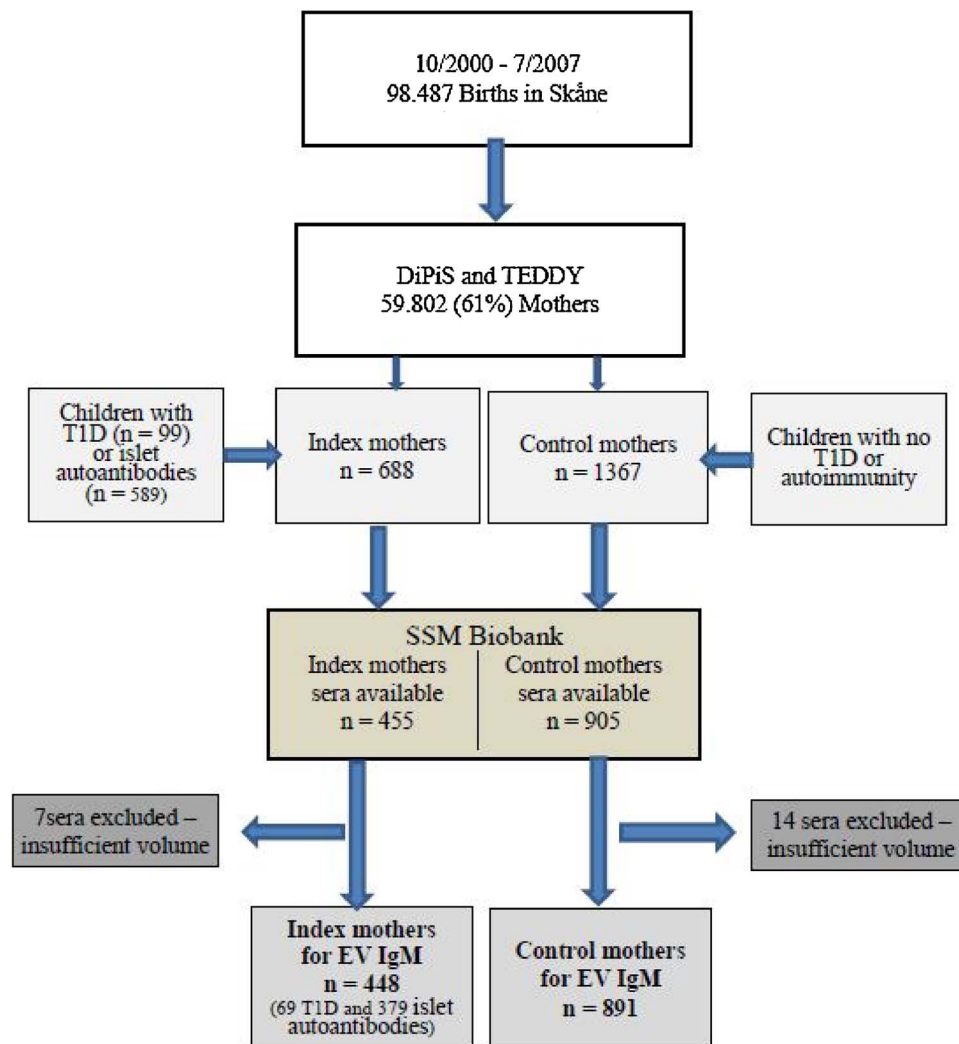 10/2000 - 7/2007
98.487 Births in Skåne
DiPiS and TEDDY
59.802 (61%) Mothers
Children with
T1D (n = 99)
or islet
autoantibodies
(n = 589)
Index mothers
n = 688
Control mothers
n = 1367
Children with no
T1D or
autoimmunity
SSM Biobank
Index mothers
sera available
n = 455
Control mothers
sera available
n = 905
7sera excluded –
insufficient volume
14 sera excluded –
insufficient volume
Index mothers
for EV IgM
n = 448
(69 T1D and 379 islet
autoantibodies)
Control mothers
for EV IgM
n = 891